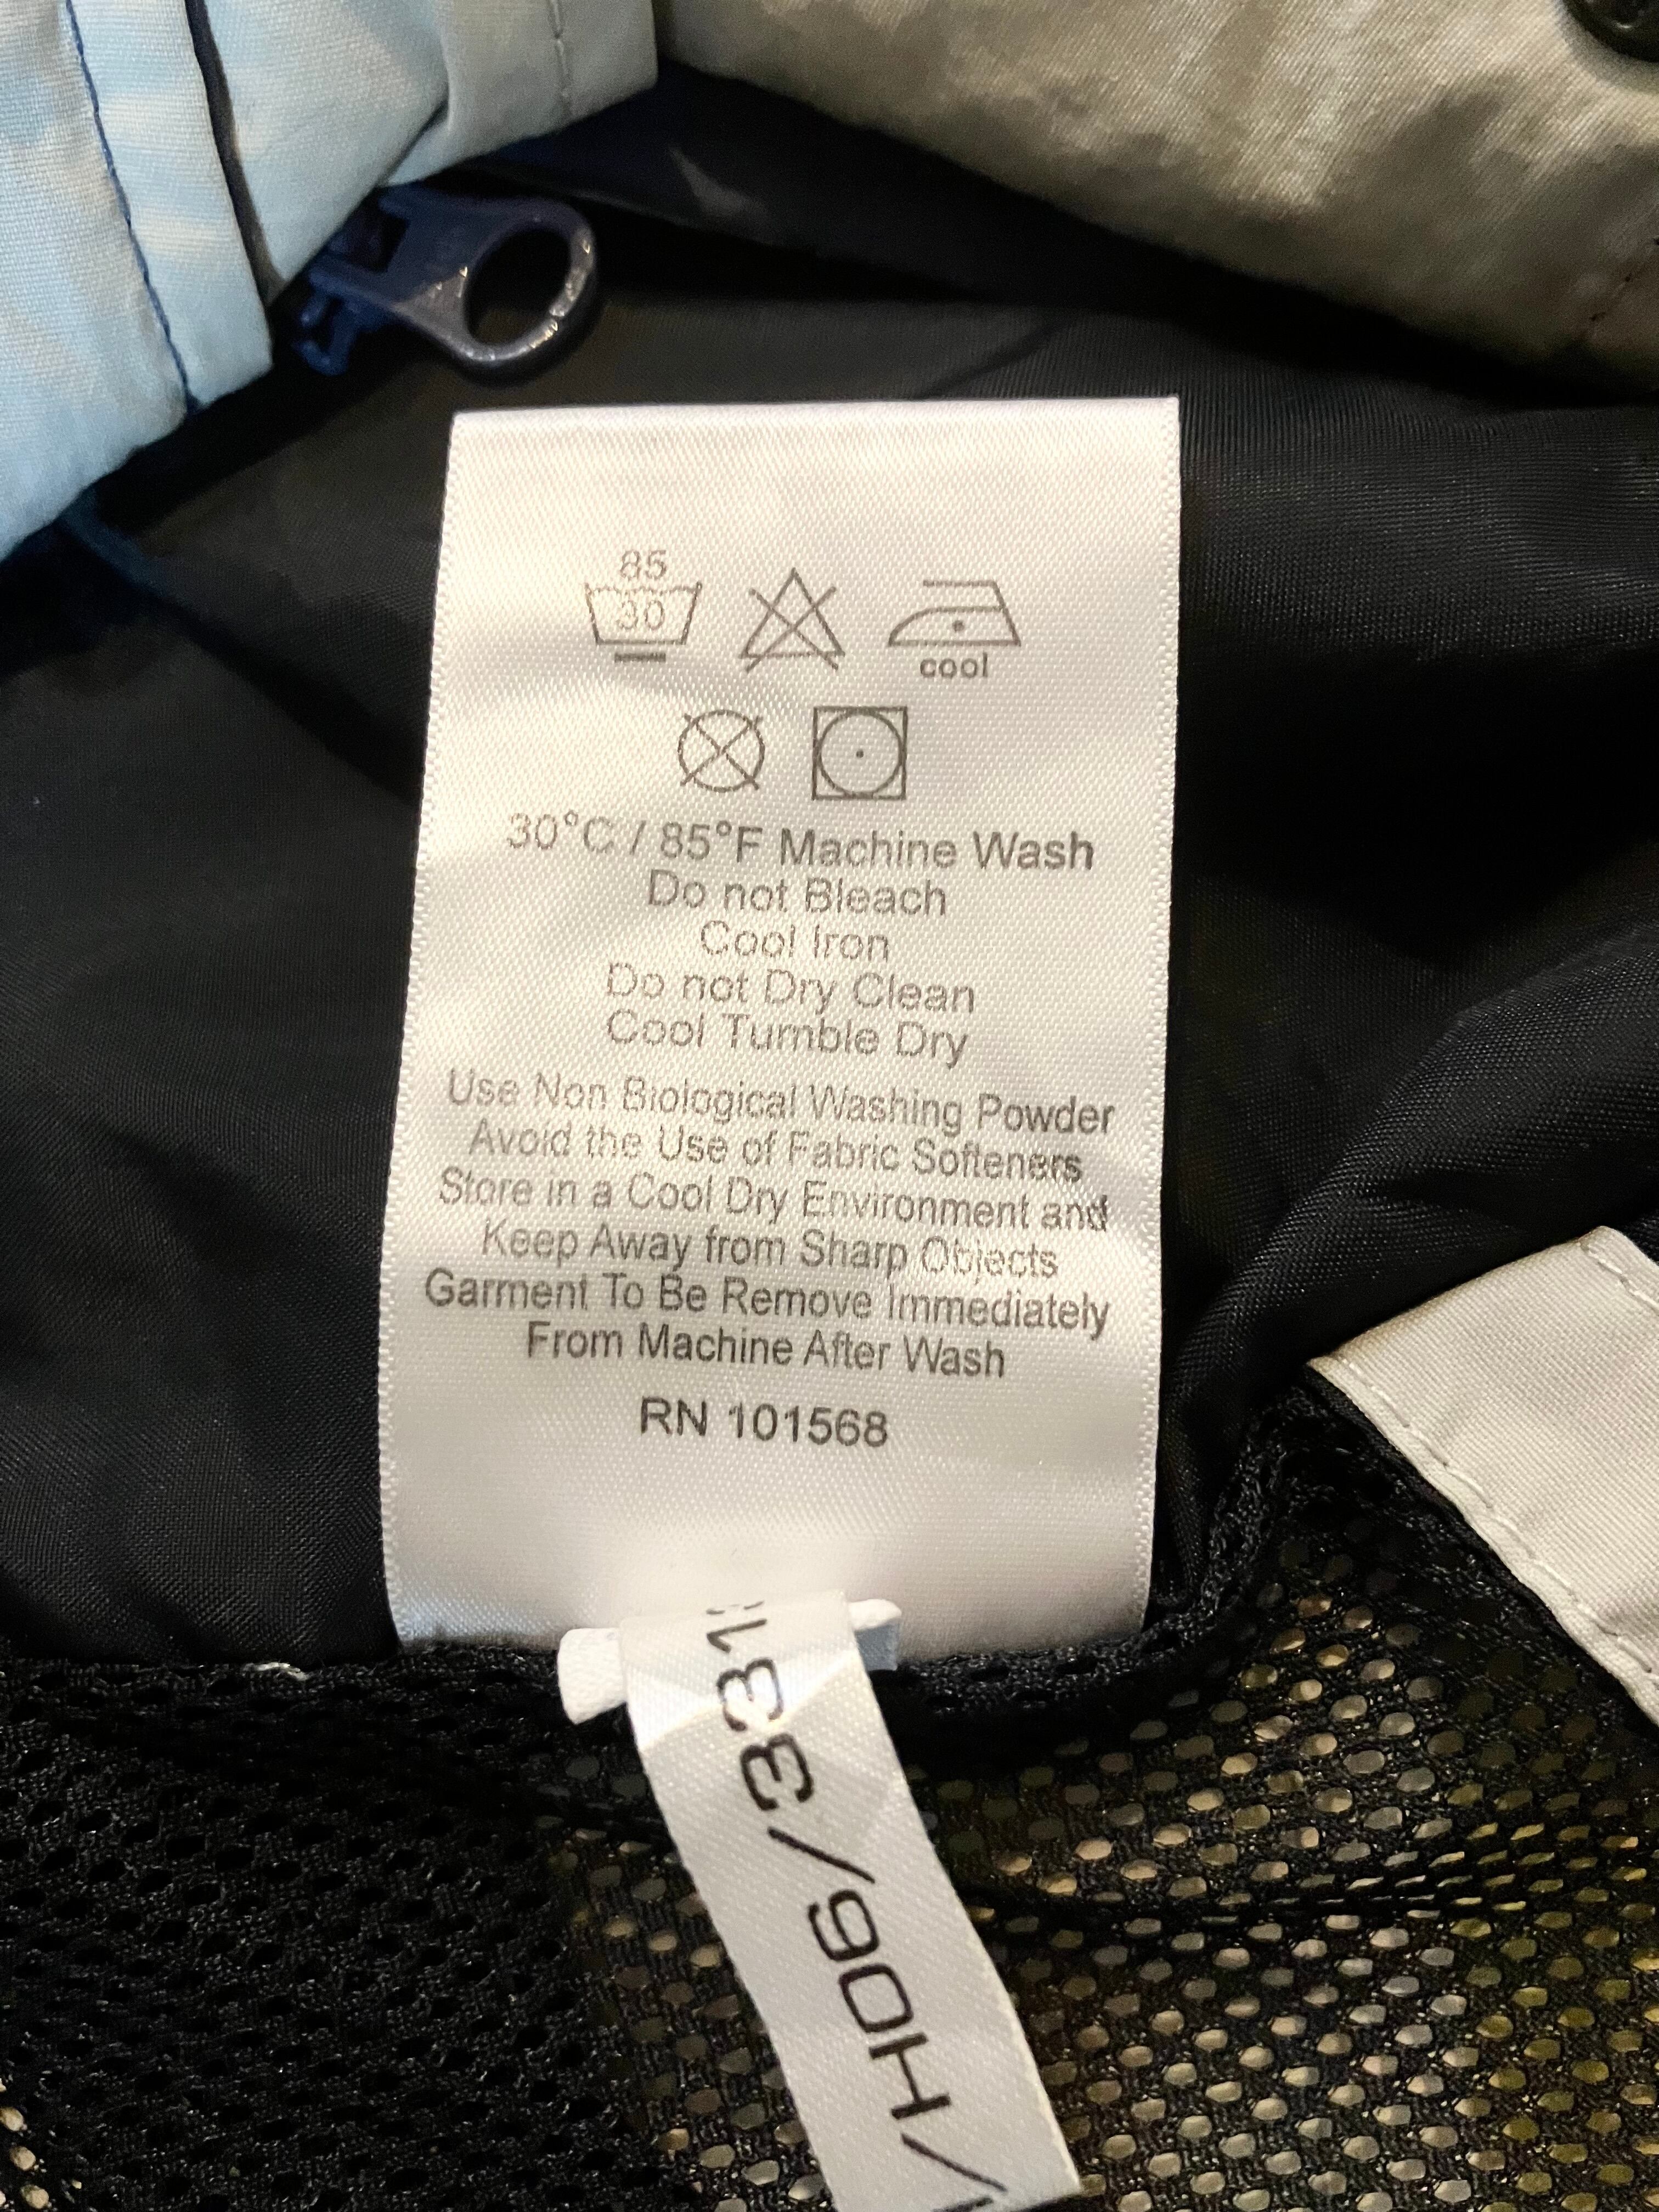 85
30
cool
30°C / 85°F Machine Wash
Do not Bleach
Cool Iron
Do not Dry Clean
Cool Tumble Dry
Use Non Biological Washing Powder
Avoid the Use of Fabric Softeners
Store in a Cool Dry Environment and
Keep Away from Sharp Objects
Garment To Be Remove Immediately
From Machine After Wash
RN 101568
/H06/331